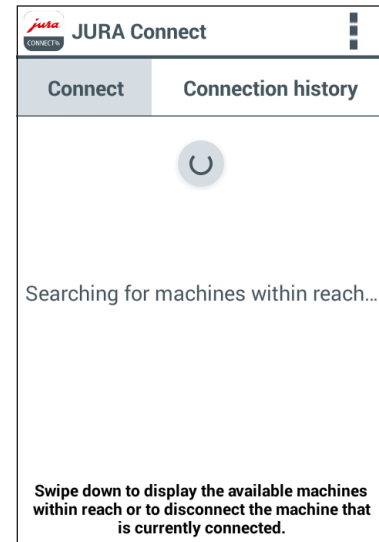 jura
CONNECT
JURA Connect
Connect
Connection history
Searching for machines within reach...
Swipe down to display the available machines
within reach or to disconnect the machine that
is currently connected.